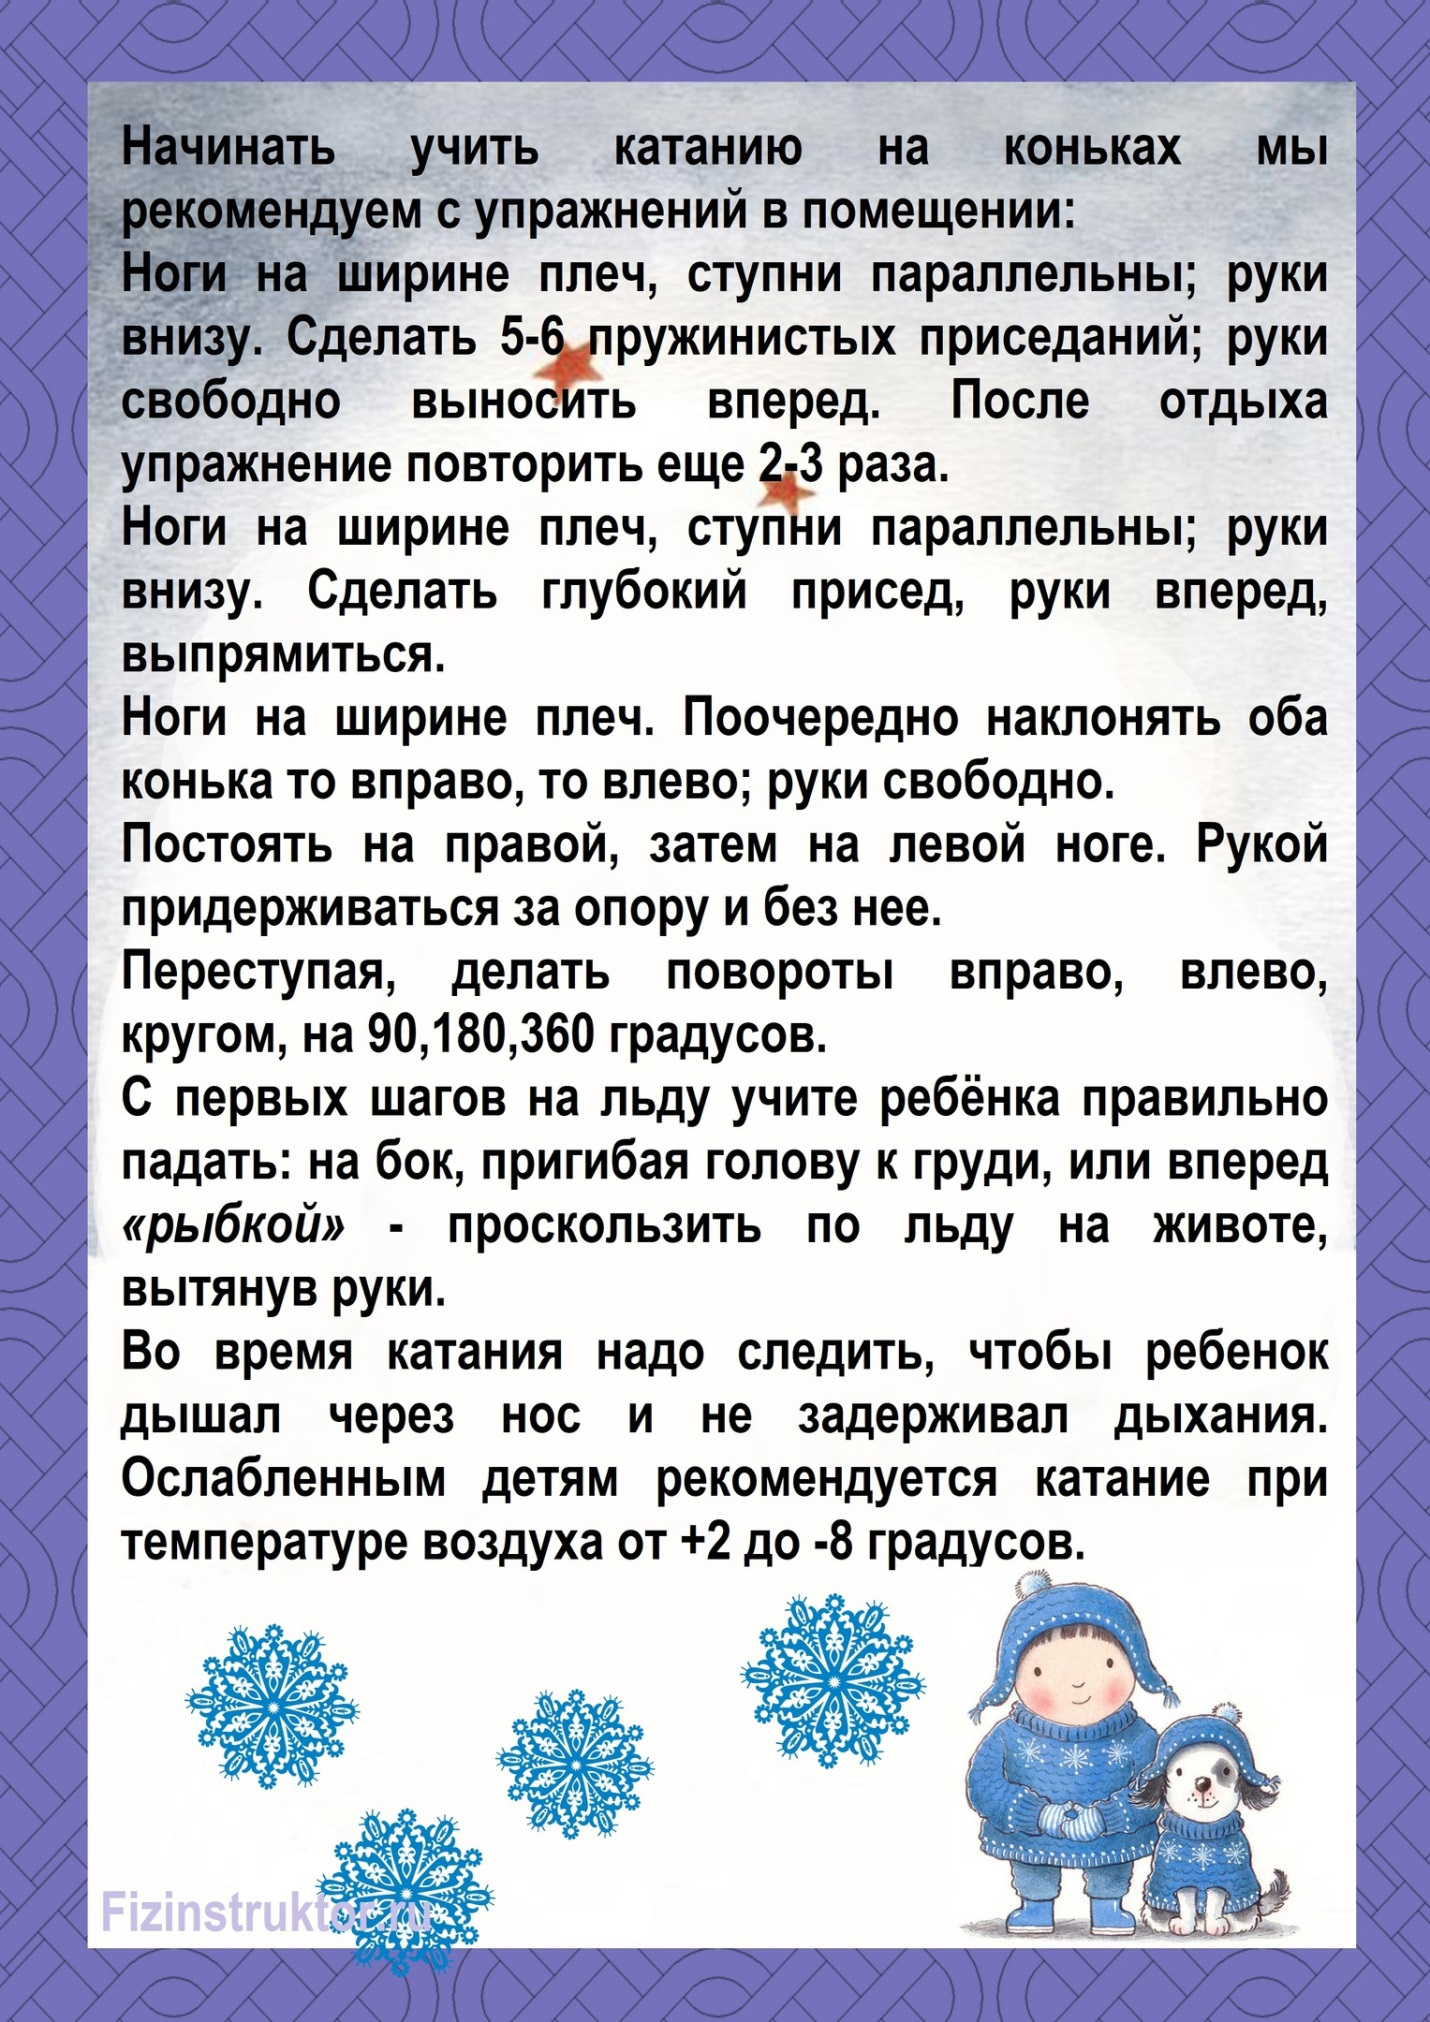 Начинать учить катанию на коньках мы
рекомендуем с упражнений в помещении:
Ноги на ширине плеч, ступни параллельны; руки
внизу. Сделать 5-6 пружинистых приседаний; руки
свободно выносить вперед. После отдыха
упражнение повторить еще 2-3 раза.
Ноги на ширине плеч, ступни параллельны; руки
внизу. Сделать глубокий присед, руки вперед,
выпрямиться.
Ноги на ширине плеч. Поочередно наклонять оба
конька то вправо, то влево; руки свободно.
Постоять на правой, затем на левой ноге. Рукой
придерживаться за опору и без нее.
Переступая, делать повороты вправо, влево,
кругом, на 90,180,360 градусов.
С первых шагов на льду учите ребёнка правильно
падать: на бок, пригибая голову к груди, или вперед
«рыбкой» - проскользить по льду на животе,
вытянув руки.
Во время катания надо следить, чтобы ребенок
дышал через нос и не задерживал дыхания.
Ослабленным детям рекомендуется катание при
температуре воздуха от +2 до -8 градусов.
Fizinstruktor.ru